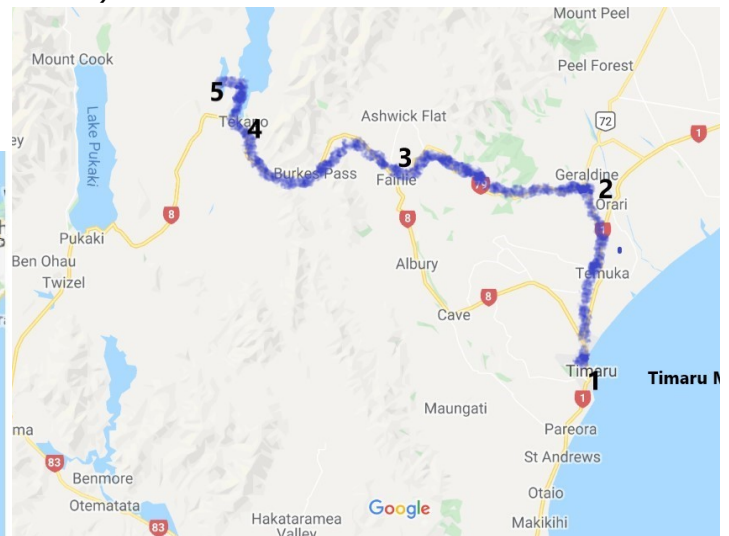 Mount Peel
Mount Cook
Peel Forest
5
72
Ashwick Flat
1
Tekapo
4
Lake Pukaki
3
Burkes Pass
Fairlie
79
Geraldine
2
Orari
8
8
1
Pukaki
Ben Ohau
Albury
Temuka
Twizel
8
Cave
Timaru
1
Timaru M
1
Maungati
Pareora
ma
St Andrews
83
Benmore
Otaio
Otematata
Google
Hakataramea
Valley
83
Makikihi